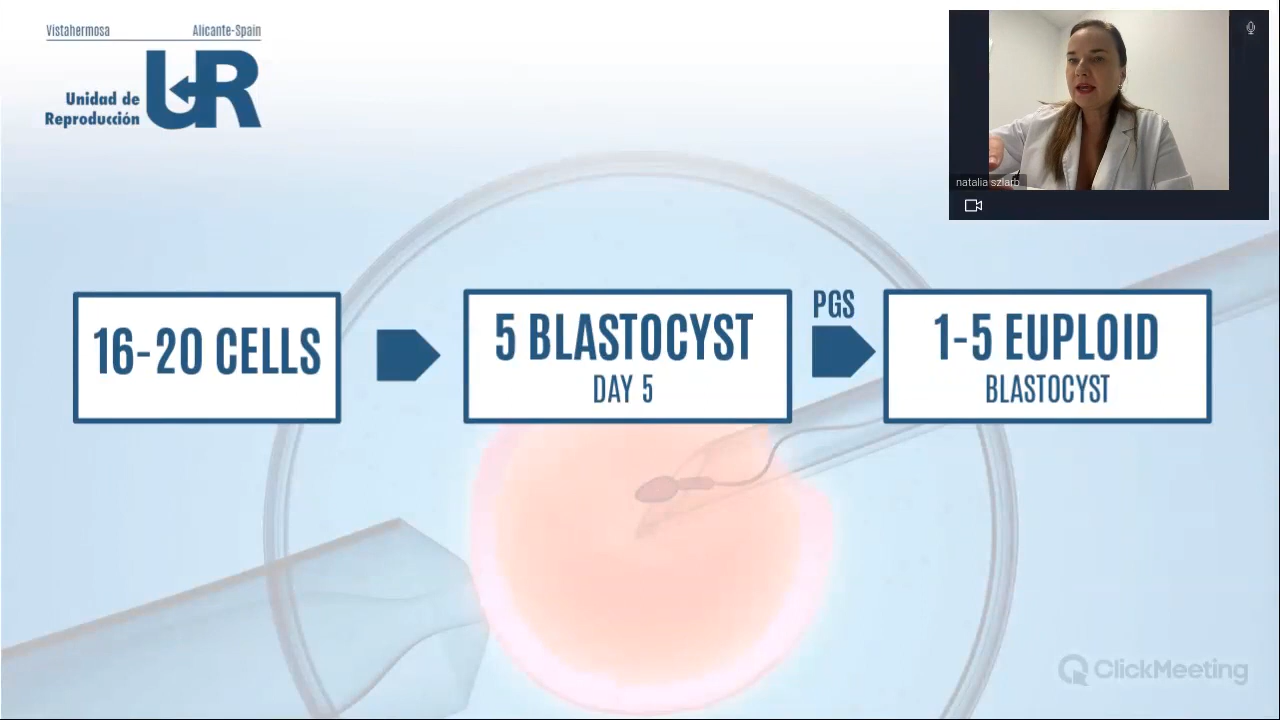 Vistahermosa Alicante-Spain
Unidad de
Reproducción
UR
natalia szlarb
16-20 CELLS
5 BLASTOCYST
DAY 5
PGS
1-5 EUPLOID
BLASTOCYST
ClickMeeting